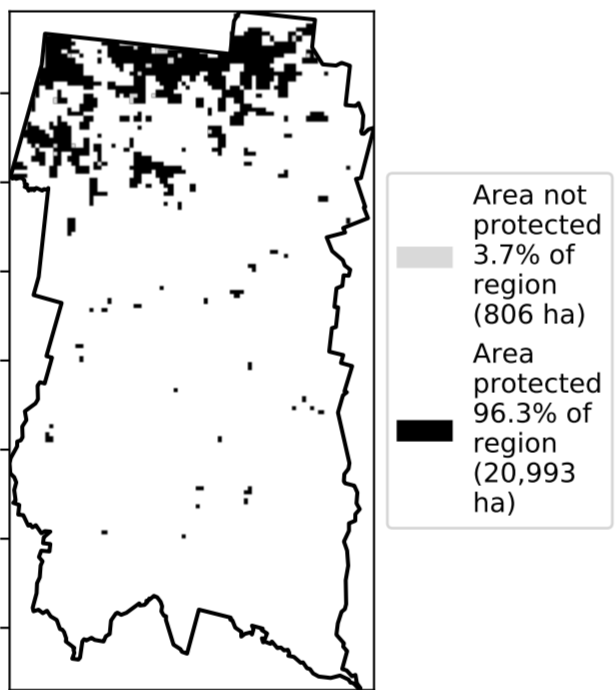 Area not
protected
3.7% of
region
(806 ha)
Area
protected
96.3% of
region
(20,993
ha)